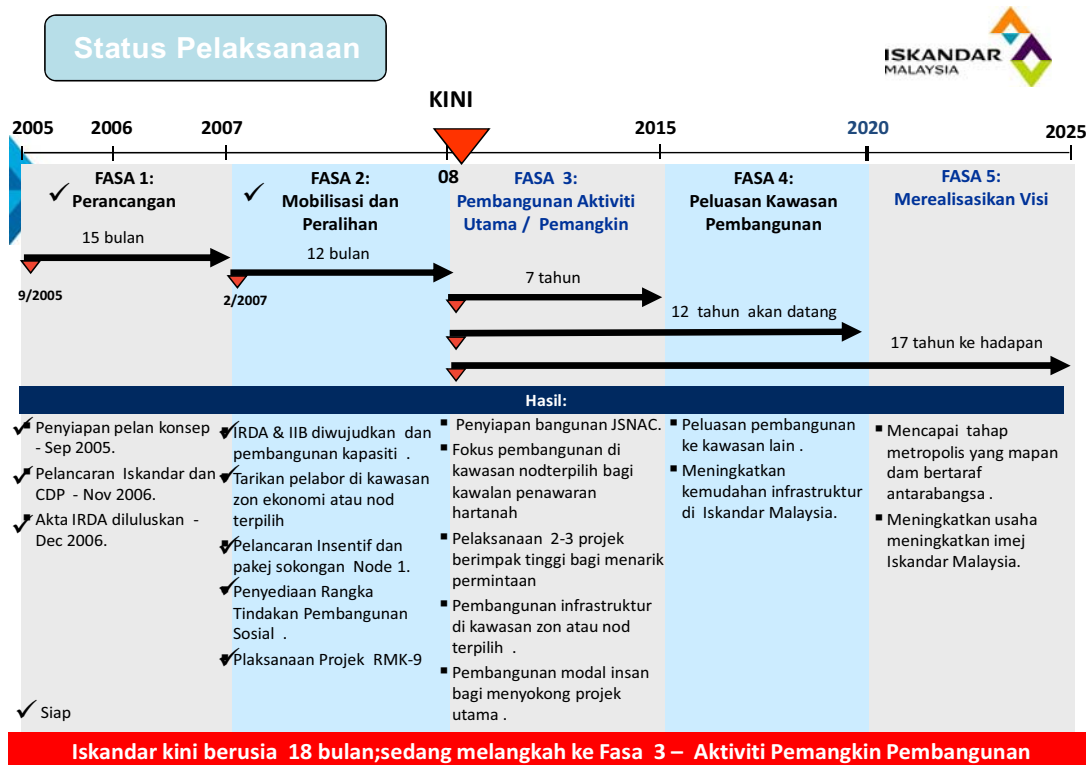 Status Pelaksanaan
ISKANDAR
MALAYSIA
KINI
2005 2006 2007 2015 2020 2025
08
FASA 1:
Perancangan
15 bulan
9/2005
FASA 2:
Mobilisasi dan
Peralihan
12 bulan
2/2007
FASA 3:
Pembangunan Aktiviti
Utama / Pemangkin
7 tahun
FASA 4:
Peluasan Kawasan
Pembangunan
12 tahun akan datang
FASA 5:
Merealisasikan Visi
17 tahun ke hadapan
Hasil:
Penyiapan pelan konsep
- Sep 2005.
Pelancaran Iskandar dan
CDP - Nov 2006.
Akta IRDA diluluskan -
Dec 2006.
IRDA & IIB diwujudkan dan
pembangunan kapasiti .
Tarikan pelabor di kawasan
zon ekonomi atau nod
terpilih
Pelancaran Insentif dan
pakej sokongan Node 1.
Penyediaan Rangka
Tindakan Pembangunan
Sosial .
Plaksanaan Projek RMK-9
Penyiapan bangunan JSNAC.
Fokus pembangunan di
kawasan nodterpilih bagi
kawalan penawaran
hartanah
Pelaksanaan 2-3 projek
berimpak tinggi bagi menarik
permintaan
Pembangunan infrastruktur
di kawasan zon atau nod
terpilih .
Pembangunan modal insan
bagi menyokong projek
utama .
Peluasan pembangunan
ke kawasan lain .
Meningkatkan
kemudahan infrastruktur
di Iskandar Malaysia.
Mencapai tahap
metropolis yang mapan
dam bertaraf
antarabangsa .
Meningkatkan usaha
meningkatkan imej
Iskandar Malaysia.
Siap
Iskandar kini berusia 18 bulan;sedang melangkah ke Fasa 3 – Aktiviti Pemangkin Pembangunan